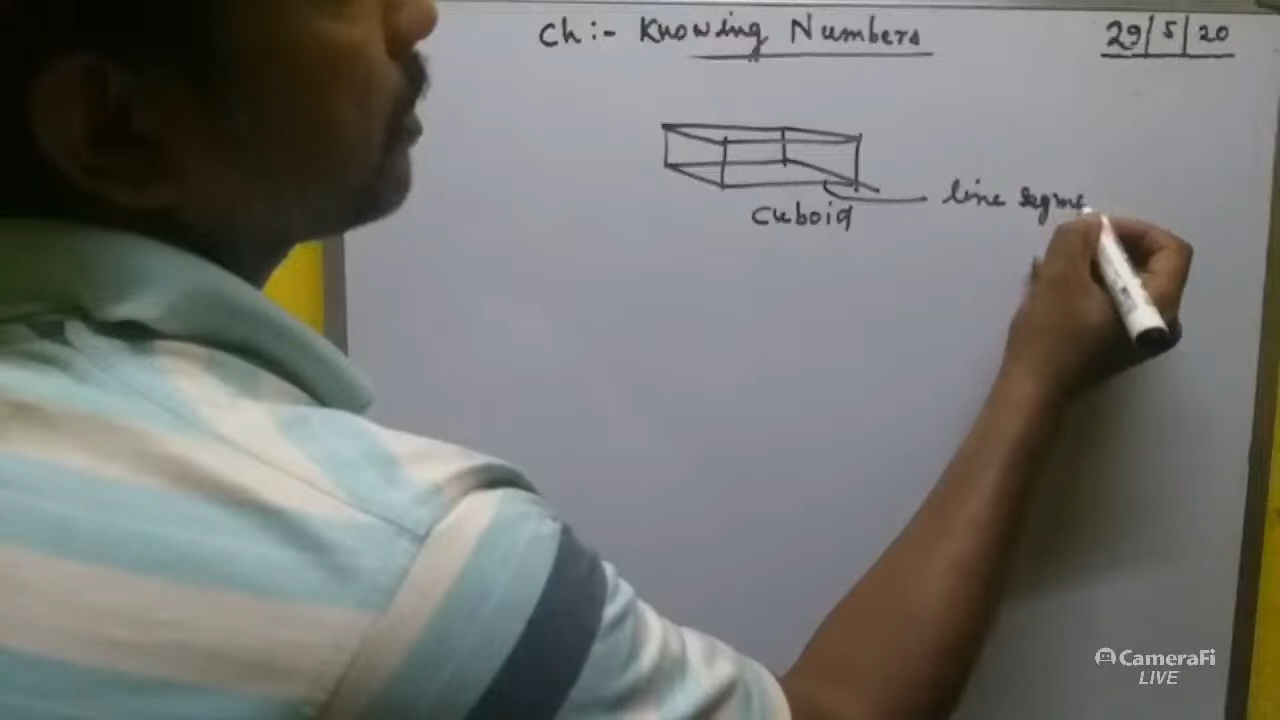 Ch:- Knowing Numbers
29/5/20
line segme
Cuboid
CameraFi
LIVE